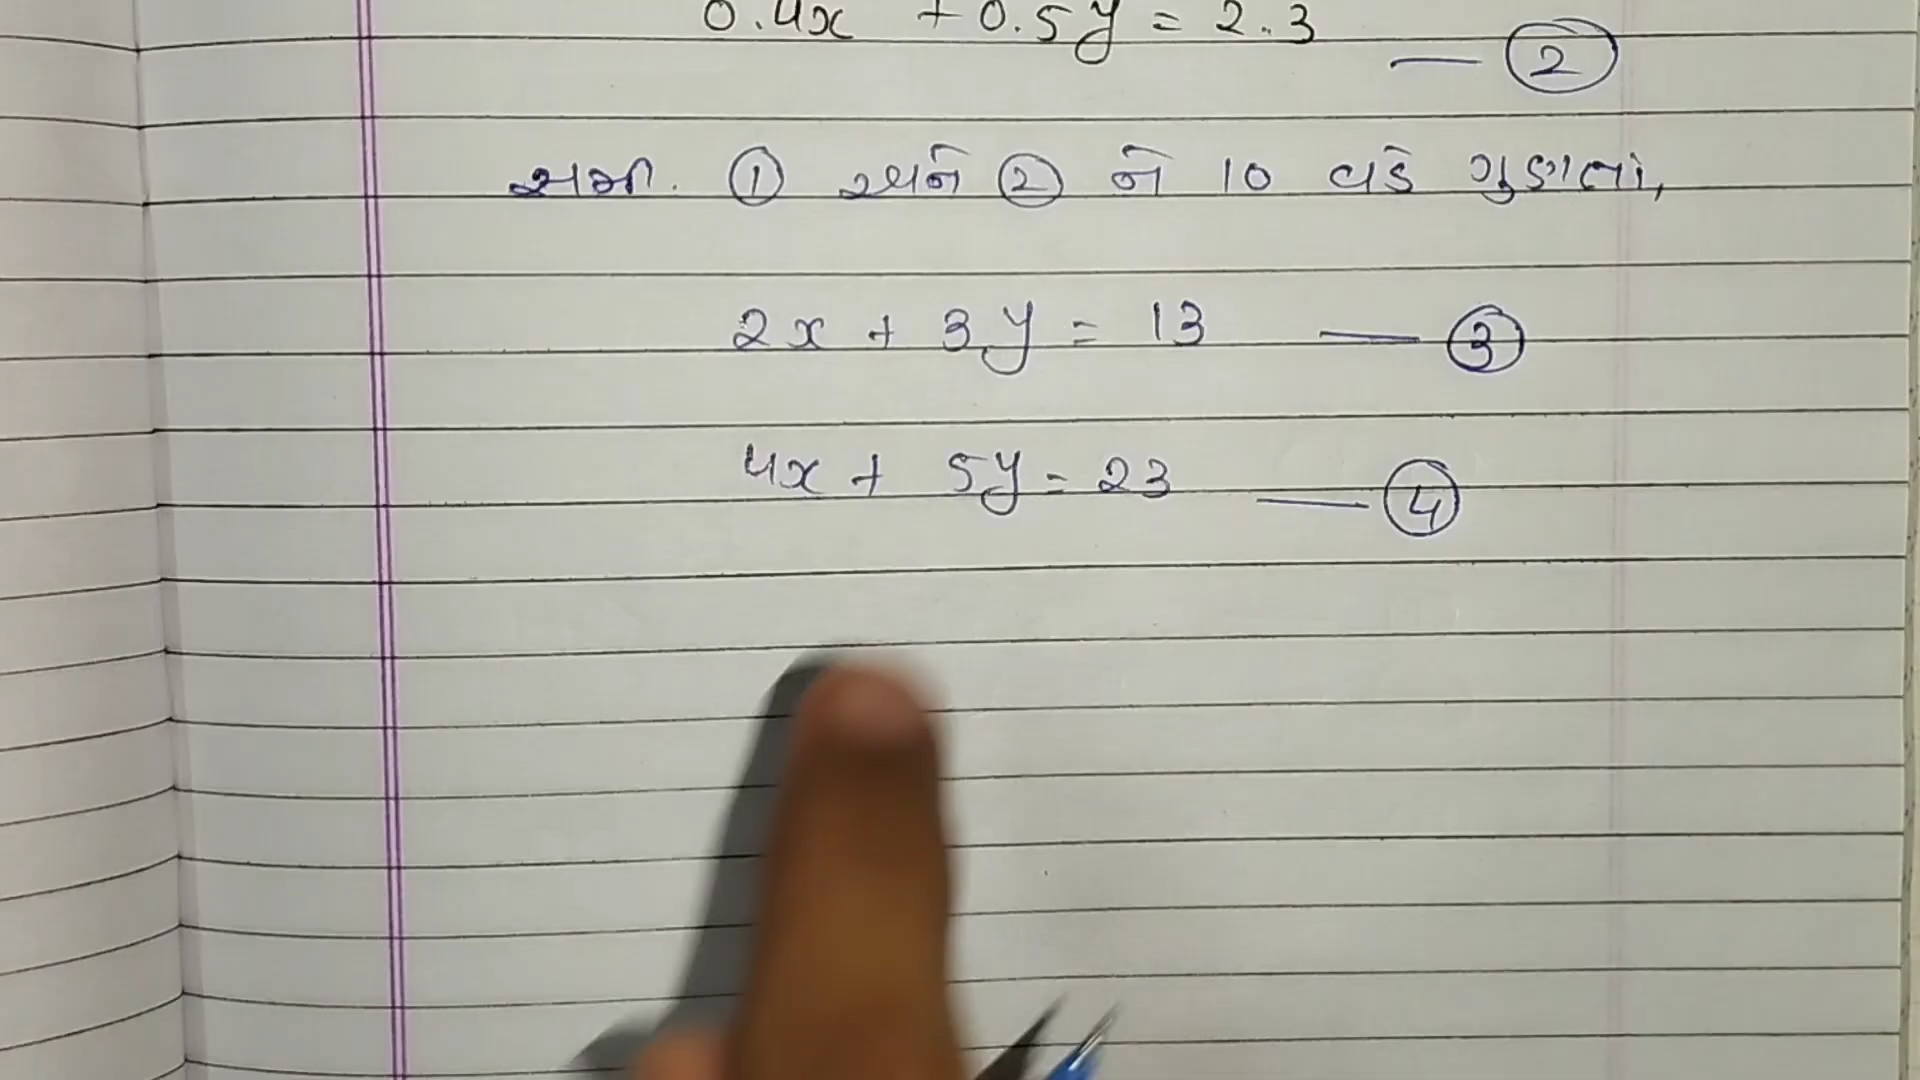 0.4x + 0.5y = 2.3 — ②
સમી. ① અને ② ને 10 વડે ગુણતાં,
2x + 3y = 13 — ③
4x + 5y = 23 — ④